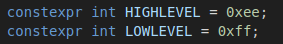 constexpr int HIGHLEVEL = 0xee;
constexpr int LOWLEVEL = 0xff;